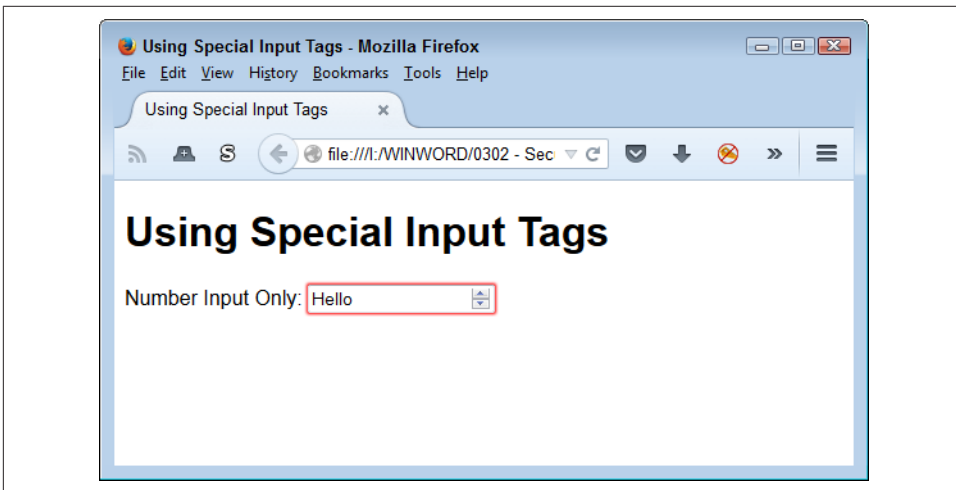 Using Special Input Tags - Mozilla Firefox
File Edit View History Bookmarks Tools Help
Using Special Input Tags
S
file:///I:/WINWORD/0302 - Sec
Using Special Input Tags
Number Input Only: Hello